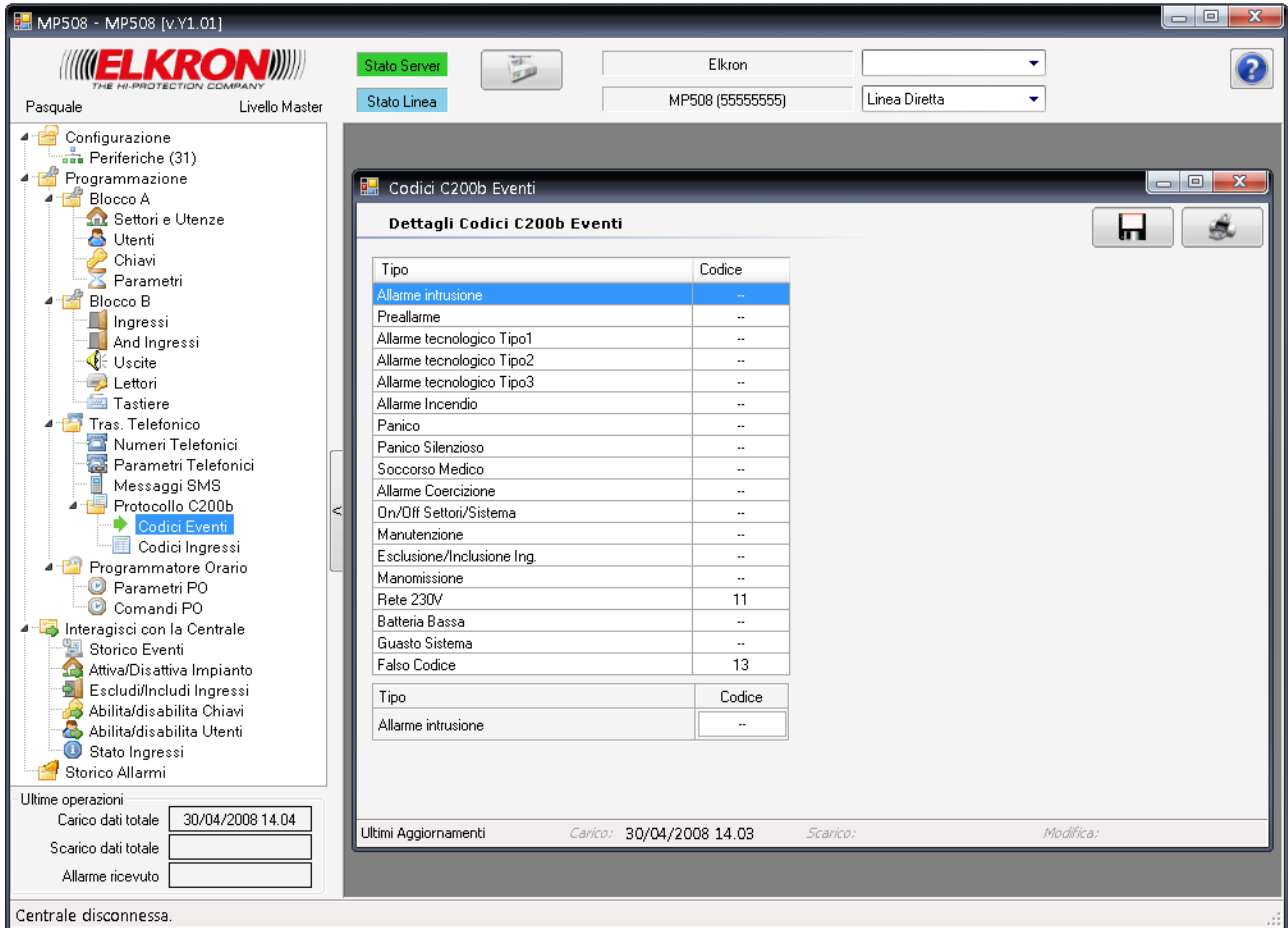 MP508 - MP508 [v.Y1.01]
ELKRON
THE HI-PROTECTION COMPANY
Pasquale Livello Master
Stato Server
Stato Linea
Elkron
MP508 (55555555)
Linea Diretta
Configurazione
Periferiche (31)
Programmazione
Blocco A
Settori e Utenze
Utenti
Chiavi
Parametri
Blocco B
Ingressi
And Ingressi
Uscite
Lettori
Tastiere
Tras. Telefonico
Numeri Telefonici
Parametri Telefonici
Messaggi SMS
Protocollo C200b
Codici Eventi
Codici Ingressi
Programmatore Orario
Parametri PO
Comandi PO
Interagisci con la Centrale
Storico Eventi
Attiva/Disattiva Impianto
Escludi/Includi Ingressi
Abilita/disabilita Chiavi
Abilita/disabilita Utenti
Stato Ingressi
Storico Allarmi
Ultime operazioni
Carico dati totale 30/04/2008 14.04
Scarico dati totale
Allarme ricevuto
<
Codici C200b Eventi
Dettagli Codici C200b Eventi
Tipo Codice
Allarme intrusione --
Preallarme --
Allarme tecnologico Tipo1 --
Allarme tecnologico Tipo2 --
Allarme tecnologico Tipo3 --
Allarme Incendio --
Panico --
Panico Silenzioso --
Soccorso Medico --
Allarme Coercizione --
On/Off Settori/Sistema --
Manutenzione --
Esclusione/Inclusione Ing. --
Manomissione --
Rete 230V 11
Batteria Bassa --
Guasto Sistema --
Falso Codice 13
Tipo Codice
Allarme intrusione --
Ultimi Aggiornamenti Carico: 30/04/2008 14.03 Scarico: Modifica:
Centrale disconnessa.